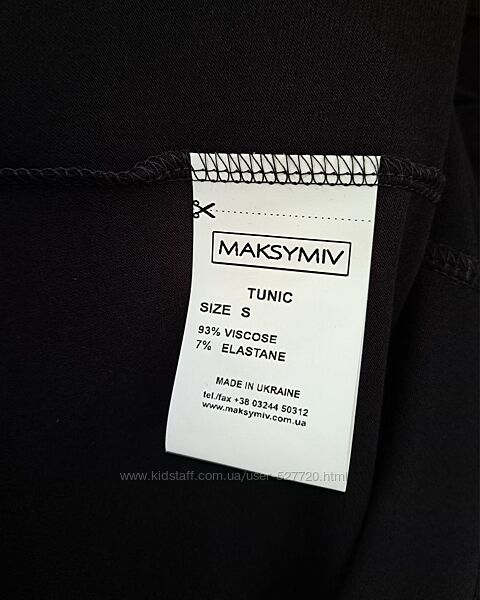 MAKSYMIV
TUNIC
SIZE S
93% VISCOSE
7% ELASTANE
MADE IN UKRAINE
tel./fax +38 03244 50312
www.maksymiv.com.ua
www.kidstaff.com.ua/user-527720.html